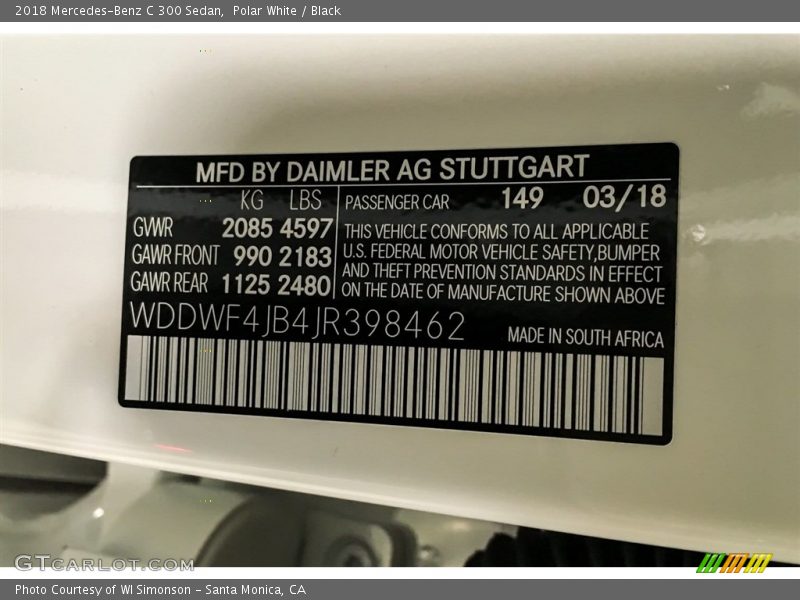 2018 Mercedes-Benz C 300 Sedan,  Polar White / Black
MFD BY DAIMLER AG STUTTGART
KG LBS
GWR 2085 4597
GAWR FRONT 990 2183
GAWR REAR 1125 2480
PASSENGER CAR 149 03/18
THIS VEHICLE CONFORMS TO ALL APPLICABLE
U.S. FEDERAL MOTOR VEHICLE SAFETY,BUMPER
AND THEFT PREVENTION STANDARDS IN EFFECT
ON THE DATE OF MANUFACTURE SHOWN ABOVE
WDDWF4JB4JR398462
MADE IN SOUTH AFRICA
GTCARLOT.COM
Photo Courtesy of WI Simonson - Santa Monica, CA